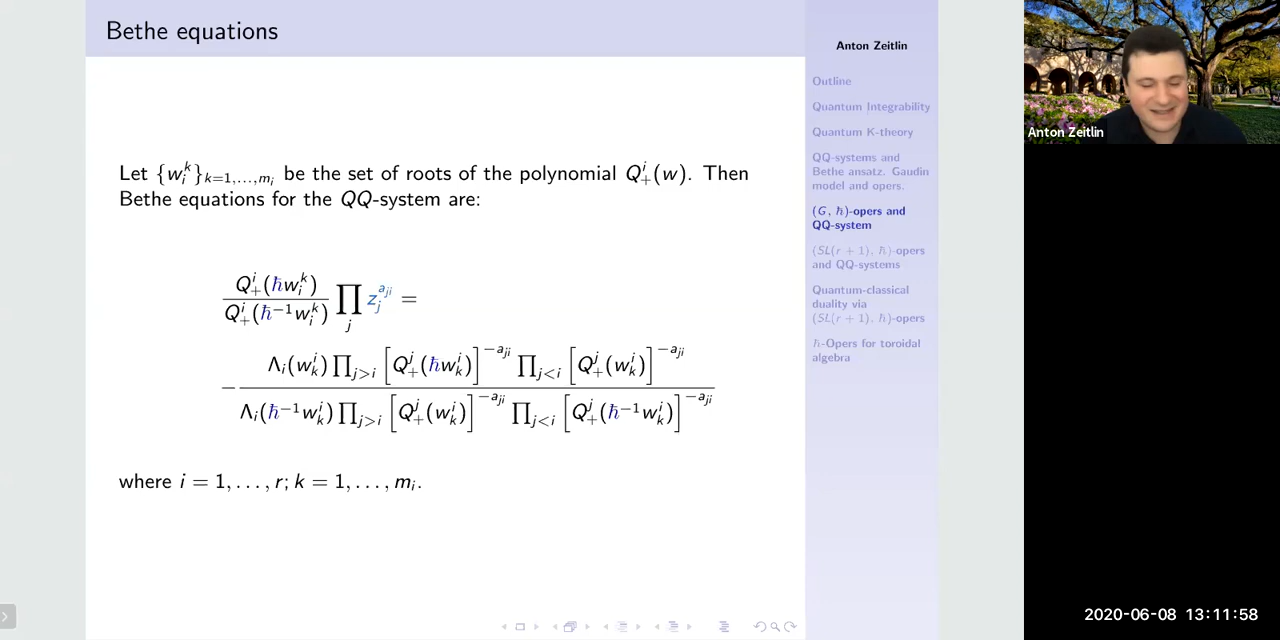 Bethe equations
Let {w_i^k}_{k=1,...,m_i} be the set of roots of the polynomial Q_+^i(w). Then
Bethe equations for the QQ-system are:
\frac{Q_+^i(ħw_i^k)}{Q_+^i(ħ^{-1}w_i^k)} ∏_j z_j^{a_{ji}} =
-\frac{Λ_i(w_k^i) ∏_{j>i} [Q_+^j(ħw_k^i)]^{-a_{ji}} ∏_{j<i} [Q_+^j(w_k^i)]^{-a_{ji}}}{Λ_i(ħ^{-1}w_k^i) ∏_{j>i} [Q_+^j(w_k^i)]^{-a_{ji}} ∏_{j<i} [Q_+^j(ħ^{-1}w_k^i)]^{-a_{ji}}}
where i = 1, . . . , r; k = 1, . . . , m_i.
Anton Zeitlin
Outline
Quantum Integrability
Quantum K-theory
QQ-systems and
Bethe ansatz. Gaudin
model and opers.
(G, ħ)-opers and
QQ-system
(SL(r + 1), ħ)-opers
and QQ-systems
Quantum-classical
duality via
(SL(r + 1), ħ)-opers
ħ-Opers for toroidal
algebra
Anton Zeitlin
2020-06-08 13:11:58